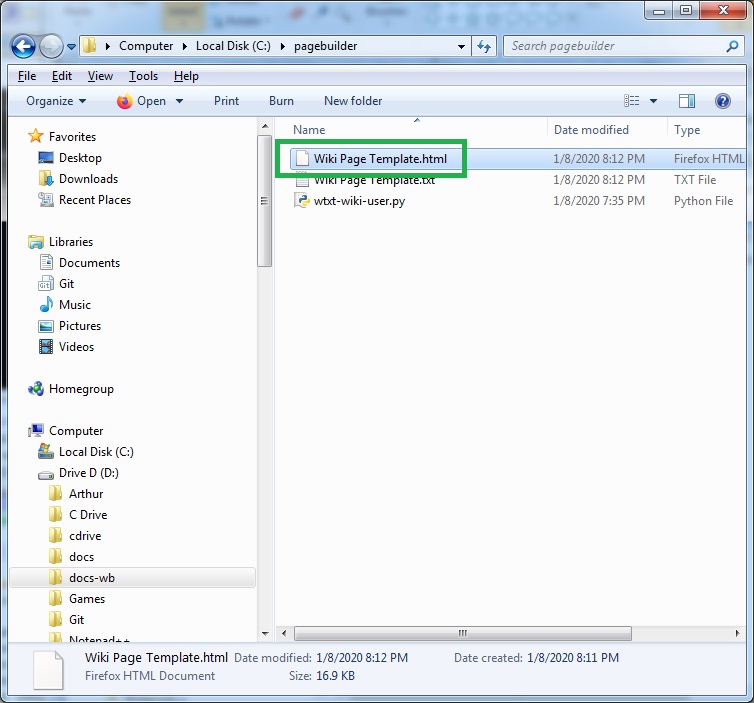 Computer Local Disk (C:) pagebuilder Search pagebuilder
File Edit View Tools Help
Organize Open Print Burn New folder
Name Date modified Type
Favorites
Desktop
Downloads
Recent Places
Libraries
Documents
Git
Music
Pictures
Videos
Homegroup
Computer
Local Disk (C:)
Drive D (D:)
Arthur
C Drive
cdrive
docs
docs-wb
Games
Git
Notepad++
Wiki Page Template.html 1/8/2020 8:12 PM Firefox HTML
Wiki Page Template.txt 1/8/2020 8:12 PM TXT File
wtxt-wiki-user.py 1/8/2020 7:35 PM Python File
Wiki Page Template.html Date modified: 1/8/2020 8:12 PM Date created: 1/8/2020 8:11 PM
Firefox HTML Document Size: 16.9 KB